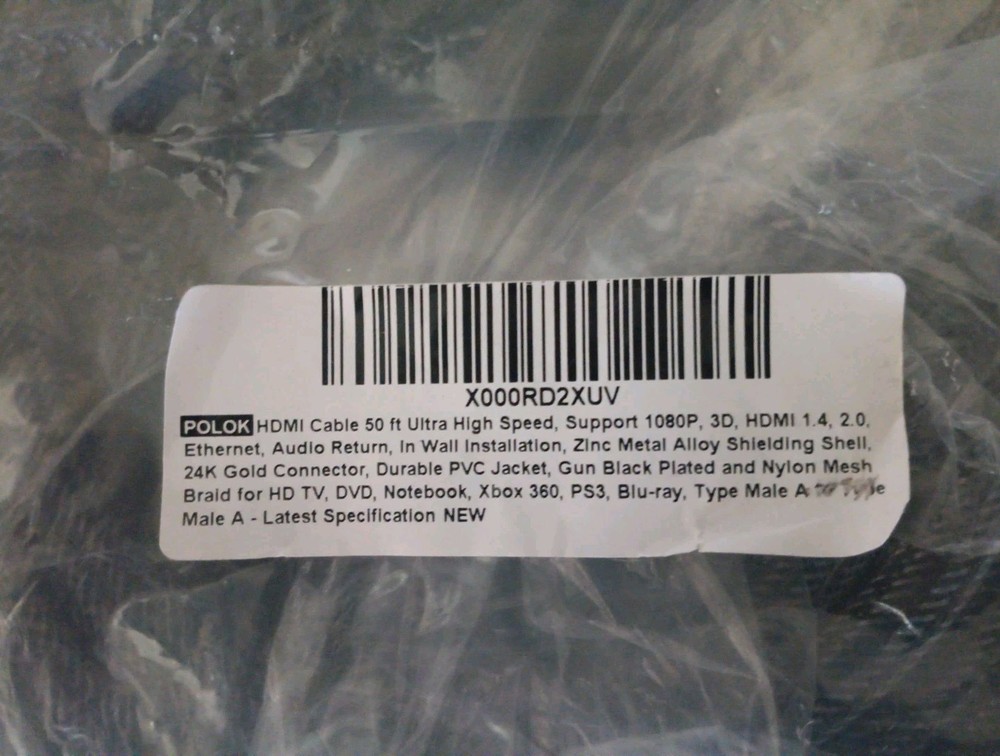 X000RD2XUV
POLOK HDMI Cable 50 ft Ultra High Speed, Support 1080P, 3D, HDMI 1.4, 2.0,
Ethernet, Audio Return, In Wall Installation, Zinc Metal Alloy Shielding Shell,
24K Gold Connector, Durable PVC Jacket, Gun Black Plated and Nylon Mesh
Braid for HD TV, DVD, Notebook, Xbox 360, PS3, Blu-ray, Type Male A
Male A - Latest Specification NEW